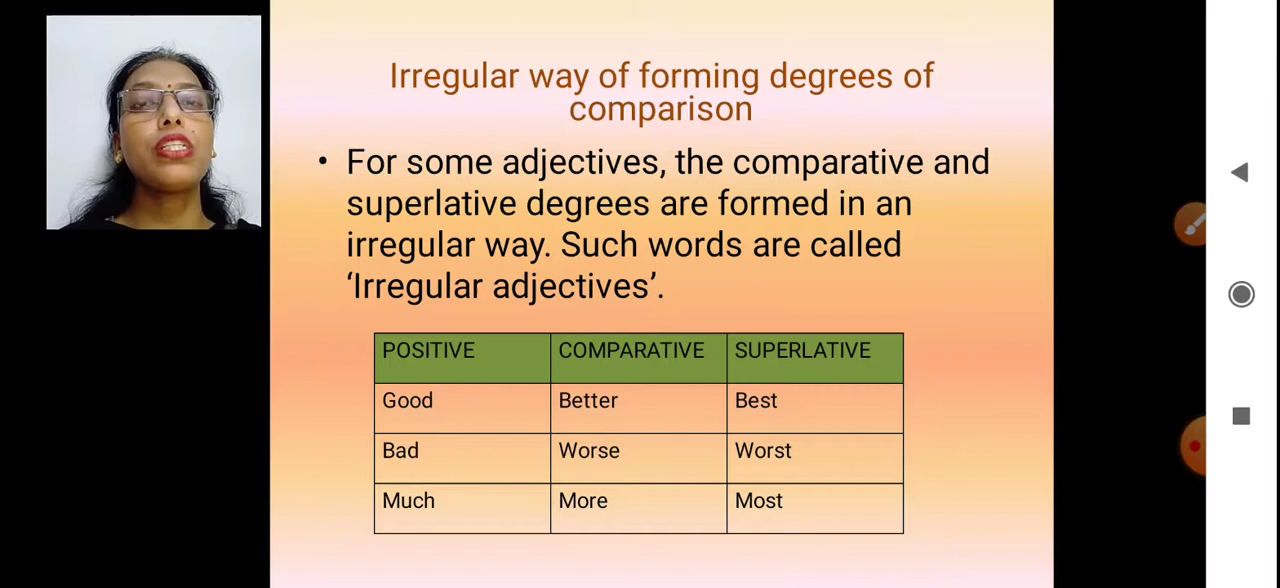 Irregular way of forming degrees of
comparison
• For some adjectives, the comparative and
superlative degrees are formed in an
irregular way. Such words are called
‘Irregular adjectives’.
POSITIVE COMPARATIVE SUPERLATIVE
Good Better Best
Bad Worse Worst
Much More Most